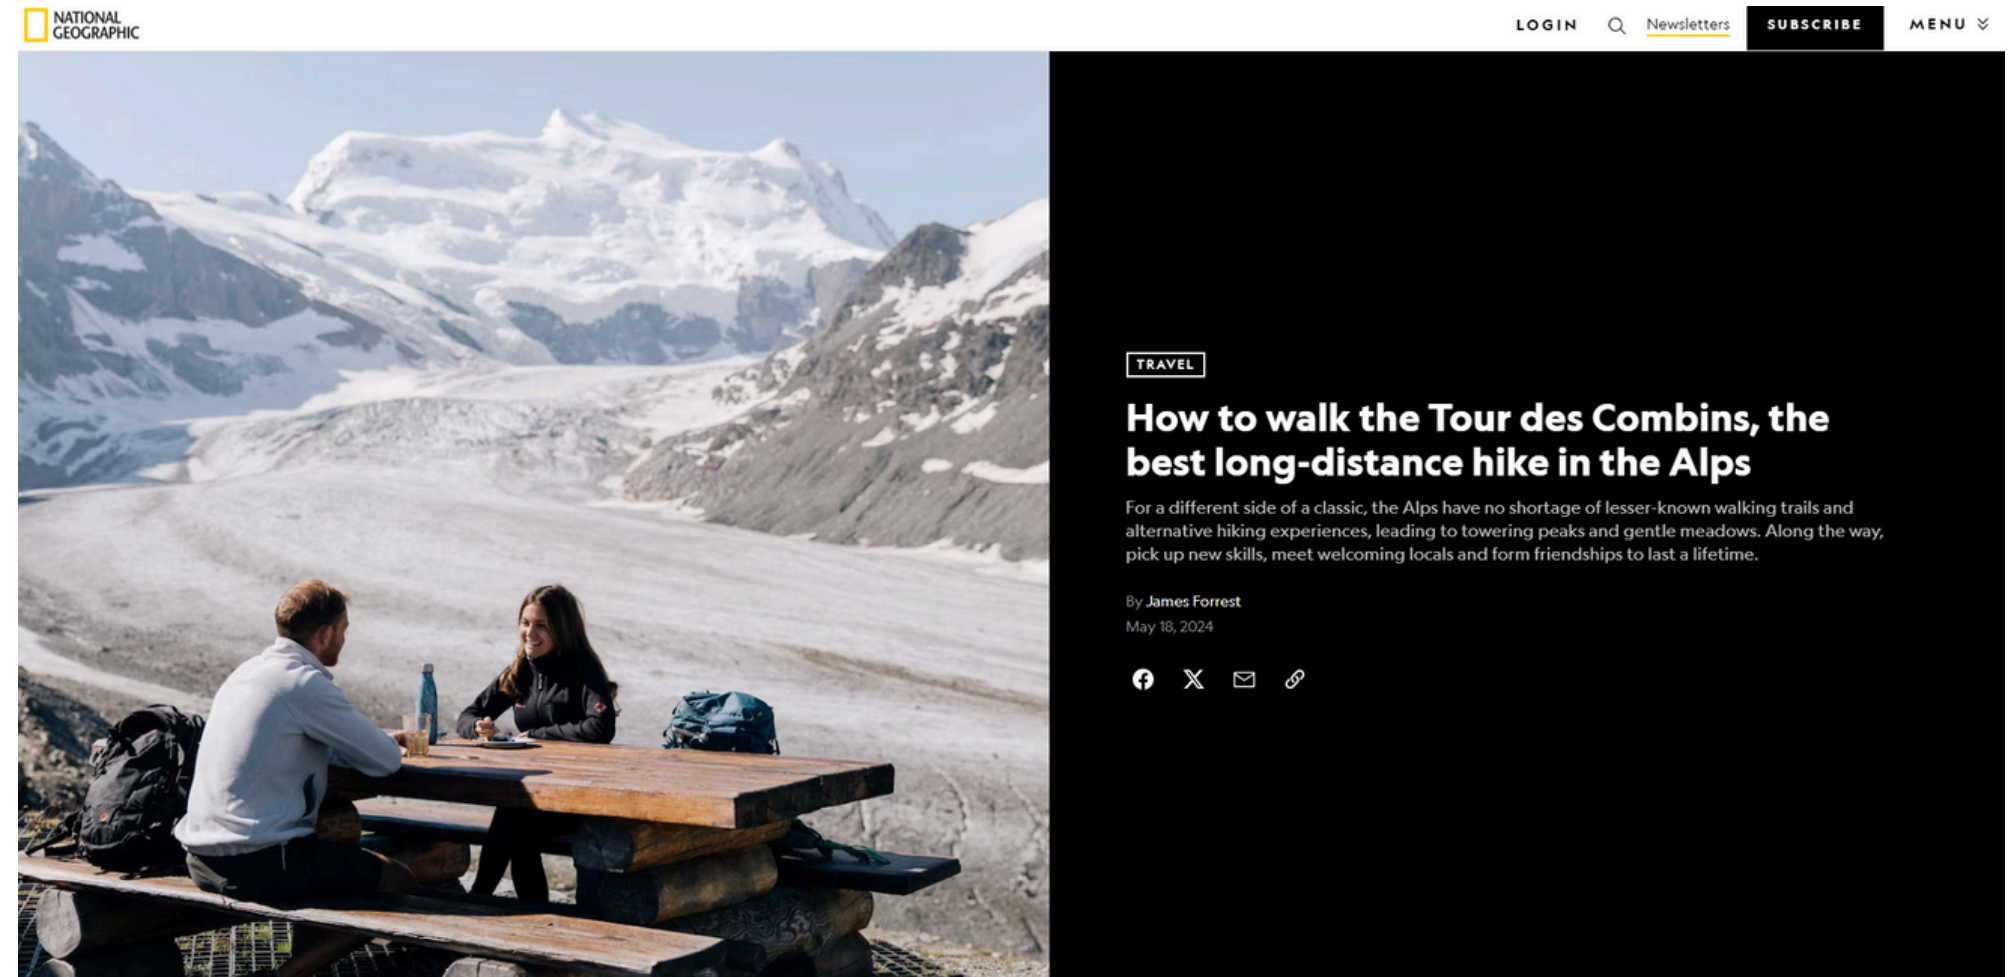 NATIONAL
GEOGRAPHIC
LOGIN
Newsletters
SUBSCRIBE
MENU
TRAVEL
How to walk the Tour des Combins, the
best long-distance hike in the Alps
For a different side of a classic, the Alps have no shortage of lesser-known walking trails and
alternative hiking experiences, leading to towering peaks and gentle meadows. Along the way,
pick up new skills, meet welcoming locals and form friendships to last a lifetime.
By James Forrest
May 18, 2024